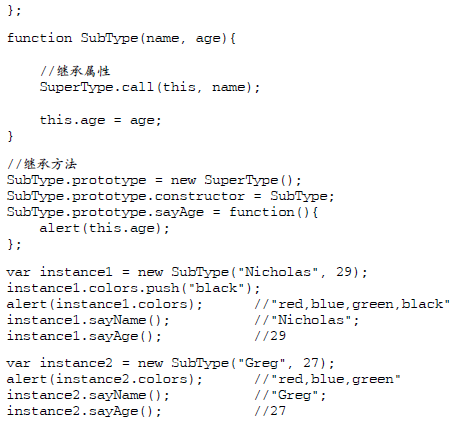 };
function SubType(name, age){
//继承属性
SuperType.call(this, name);
this.age = age;
}
//继承方法
SubType.prototype = new SuperType();
SubType.prototype.constructor = SubType;
SubType.prototype.sayAge = function(){
alert(this.age);
};
var instance1 = new SubType("Nicholas", 29);
instance1.colors.push("black");
alert(instance1.colors); //"red,blue,green,black"
instance1.sayName(); //"Nicholas";
instance1.sayAge(); //29
var instance2 = new SubType("Greg", 27);
alert(instance2.colors); //"red,blue,green"
instance2.sayName(); //"Greg";
instance2.sayAge(); //27